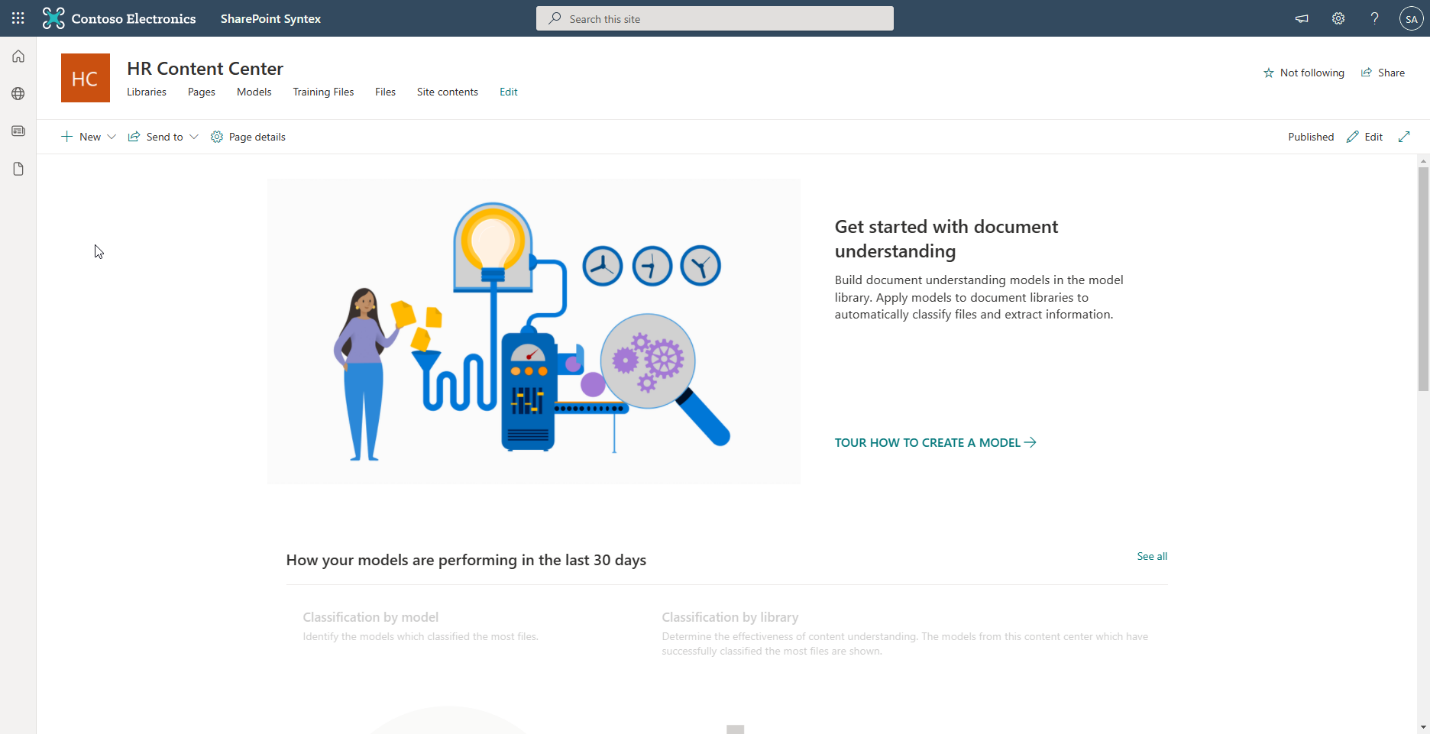 Contoso Electronics SharePoint Syntex Search this site ? SA
HC HR Content Center Not following Share
Libraries Pages Models Training Files Files Site contents Edit
New Send to Page details Published Edit
Get started with document
understanding
Build document understanding models in the model
library. Apply models to document libraries to
automatically classify files and extract information.
TOUR HOW TO CREATE A MODEL
How your models are performing in the last 30 days See all
Classification by model
Identify the models which classified the most files.
Classification by library
Determine the effectiveness of content understanding. The models from this content center which have
successfully classified the most files are shown.